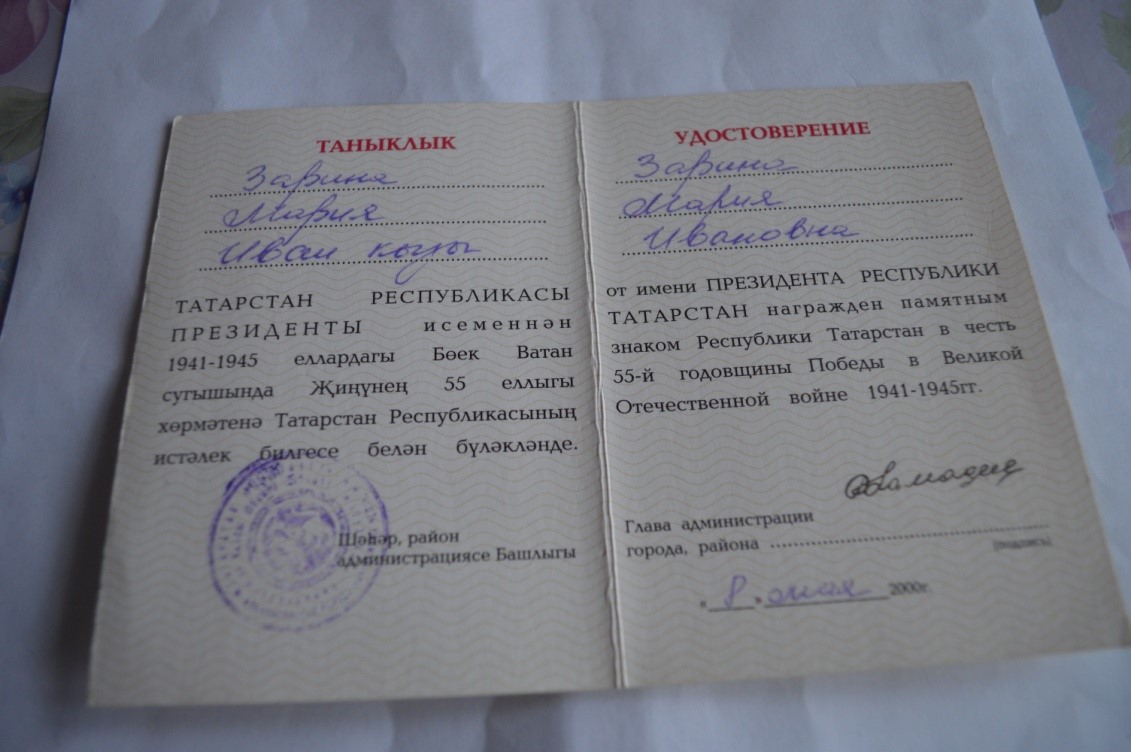 ТАНЫКЛЫК
Зарина
Мария
Иван кызы
ТАТАРСТАН РЕСПУБЛИКАСЫ
ПРЕЗИДЕНТЫ исеменнән
1941-1945 еллардагы Бөек Ватан
сугышында Җиңүнең 55 еллыгы
хөрмәтенә Татарстан Республикасының
истәлек билгесе белән бүләкләнде.
Шәһәр, район
администрациясе Башлыгы
УДОСТОВЕРЕНИЕ
Зарина
Мария
Ивановна
от имени ПРЕЗИДЕНТА РЕСПУБЛИКИ
ТАТАРСТАН награжден памятным
знаком Республики Татарстан в честь
55-й годовщины Победы в Великой
Отечественной войне 1941-1945гг.
Глава администрации
города, района
(подпись)
« 8 » мая 2000г.